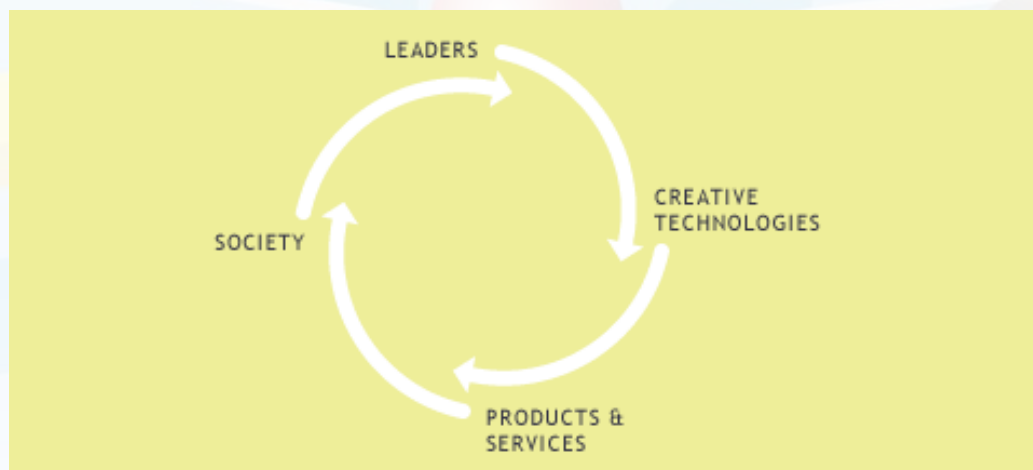 LEADERS
CREATIVE
TECHNOLOGIES
SOCIETY
PRODUCTS &
SERVICES